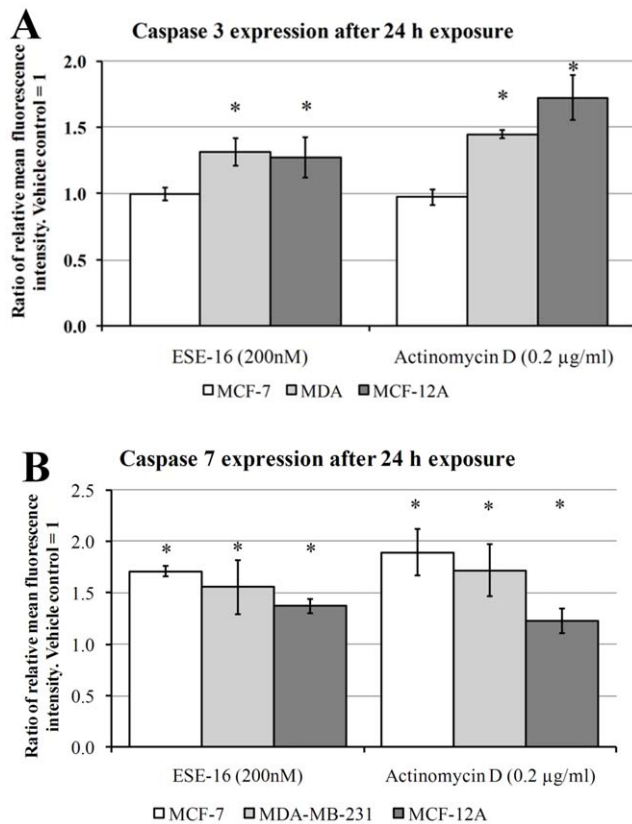 A
Caspase 3 expression after 24 h exposure
Ratio of relative mean fluorescence
intensity. Vehicle control = 1
2.0
1.5
1.0
0.5
0.0
* * * *
ESE-16 (200nM) Actinomycin D (0.2 µg/ml)
MCF-7 MDA MCF-12A
B
Caspase 7 expression after 24 h exposure
Ratio of relative mean fluorescence
intensity. Vehicle control = 1
2.5
2.0
1.5
1.0
0.5
0.0
* * * * * *
ESE-16 (200nM) Actinomycin D (0.2 µg/ml)
MCF-7 MDA-MB-231 MCF-12A